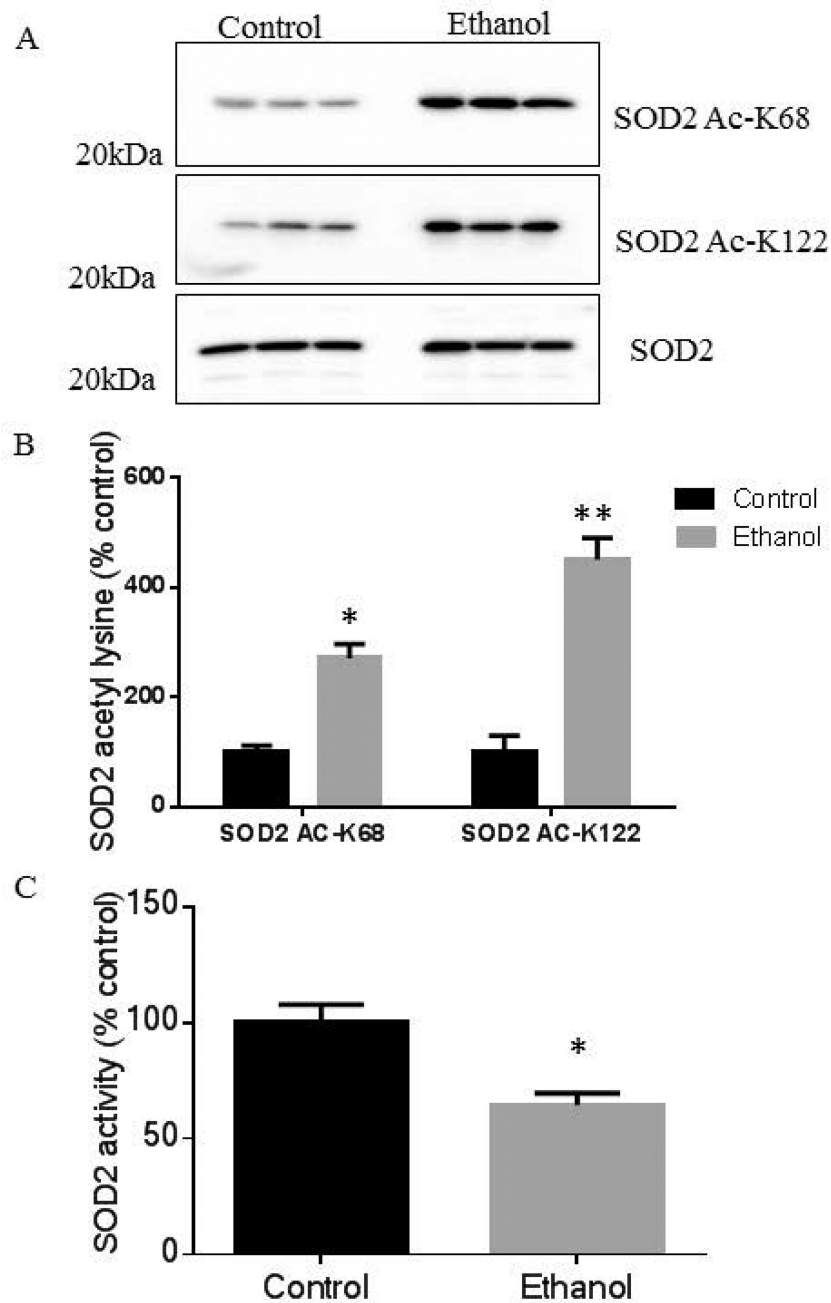 A
Control Ethanol
SOD2 Ac-K68
20kDa
SOD2 Ac-K122
20kDa
SOD2
20kDa
B
SOD2 acetyl lysine (% control)
600
400
200
0
*
**
Control
Ethanol
SOD2 AC-K68 SOD2 AC-K122
C
SOD2 activity (% control)
150
100
50
0
*
Control Ethanol